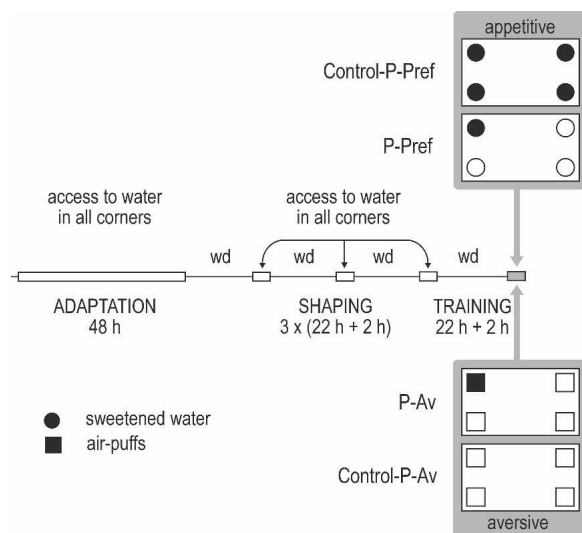 appetitive
Control-P-Pref
P-Pref
access to water
in all corners
access to water
in all corners
wd
wd
wd
wd
ADAPTATION
48 h
SHAPING
3 x (22 h + 2 h)
TRAINING
22 h + 2 h
P-Av
sweetened water
air-puffs
Control-P-Av
aversive